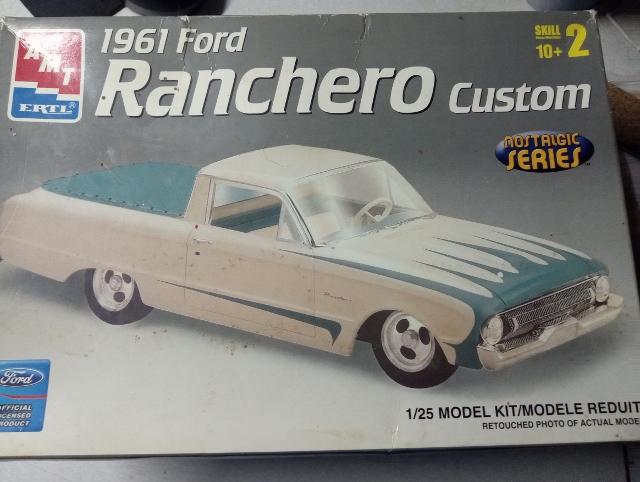 AMT
ERTL®
1961 Ford
Ranchero Custom
SKILL 2
10+
NOSTALGIC
SERIES
Ford
OFFICIAL
LICENSED
PRODUCT
1/25 MODEL KIT/MODELE REDUIT
RETOUCHED PHOTO OF ACTUAL MODEL